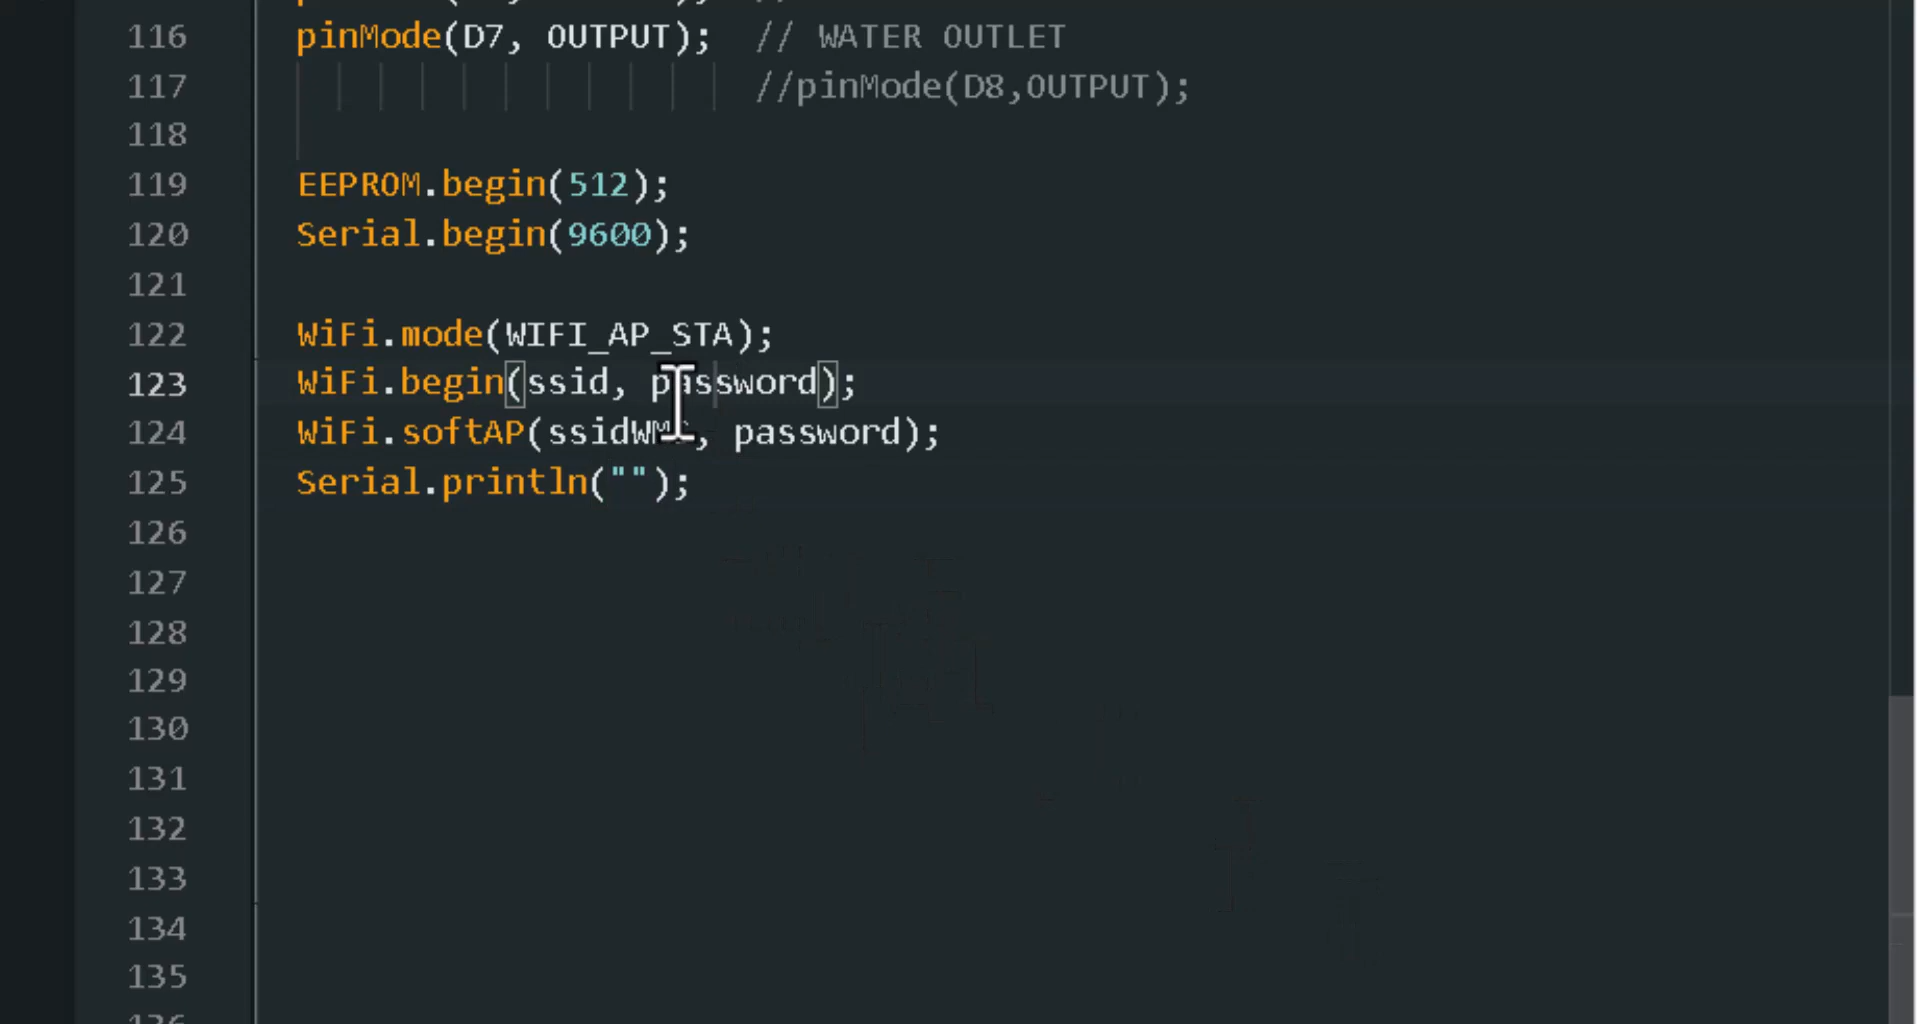 116 pinMode(D7, OUTPUT); // WATER OUTLET
117 //pinMode(D8,OUTPUT);
118
119 EEPROM.begin(512);
120 Serial.begin(9600);
121
122 WiFi.mode(WIFI_AP_STA);
123 WiFi.begin(ssid, password);
124 WiFi.softAP( , password);
125 Serial.println("");
126
127
128
129
130
131
132
133
134
135